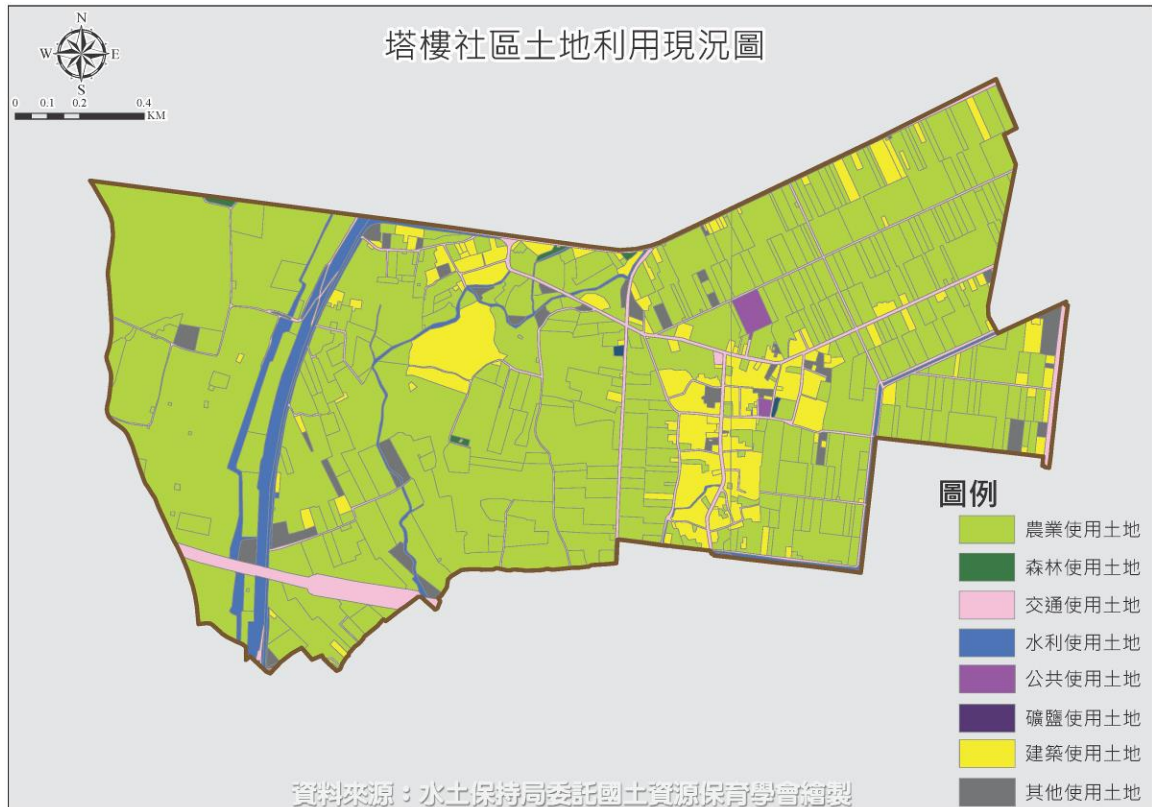 塔樓社區土地利用現況圖
N
W E
S
0 0.1 0.2 0.4
KM
圖例
農業使用土地
森林使用土地
交通使用土地
水利使用土地
公共使用土地
礦鹽使用土地
建築使用土地
其他使用土地
資料來源：水土保持局委託國土資源保育學會繪製